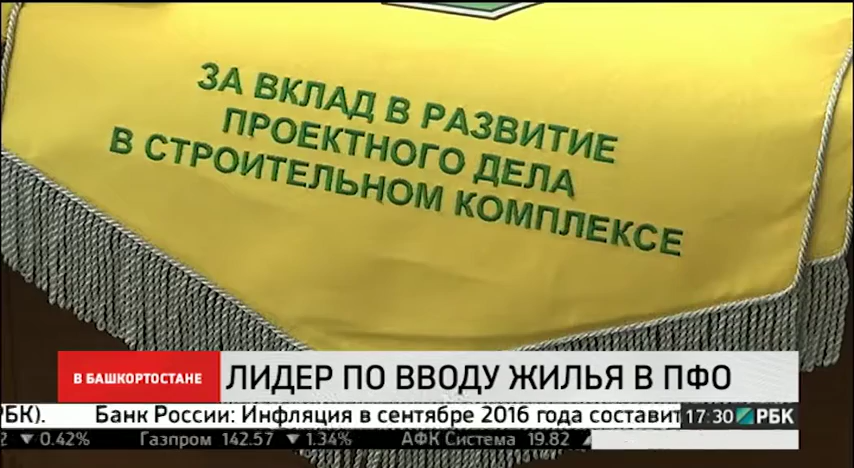 ЗА ВКЛАД В РАЗВИТИЕ
ПРОЕКТНОГО ДЕЛА
В СТРОИТЕЛЬНОМ КОМПЛЕКСЕ
В БАШКОРТОСТАНЕ
ЛИДЕР ПО ВВОДУ ЖИЛЬЯ В ПФО
РБК). Банк России: Инфляция в сентябре 2016 года составит 17:30 РБК
2 ▼ 0.42% Газпром 142.57 ▼ 1.34% АФК Система 19.82 ▲